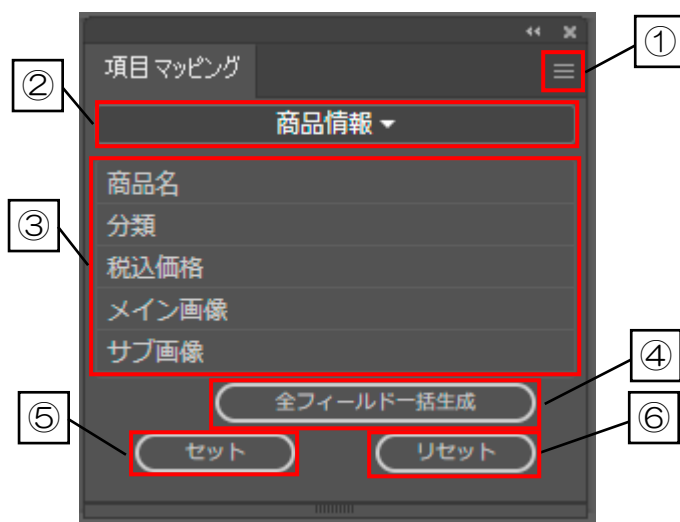 ①
項目マッピング
②
商品情報
③
商品名
分類
税込価格
メイン画像
サブ画像
④
全フィールド一括生成
⑤
セット
リセット
⑥